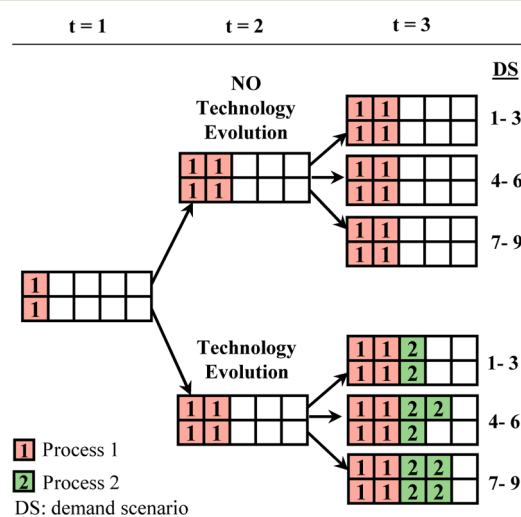 t = 1 t = 2 t = 3
DS
NO
Technology
Evolution
1 1
1 1
1- 3
1 1
1 1
1 1
1 1
4- 6
1 1
1 1
7- 9
1
1
Technology
Evolution
1 1 2
1 1 2
1- 3
1 1
1 1
1 1 2 2
1 1 2
4- 6
1 1 2 2
1 1 2 2
7- 9
1 Process 1
2 Process 2
DS: demand scenario